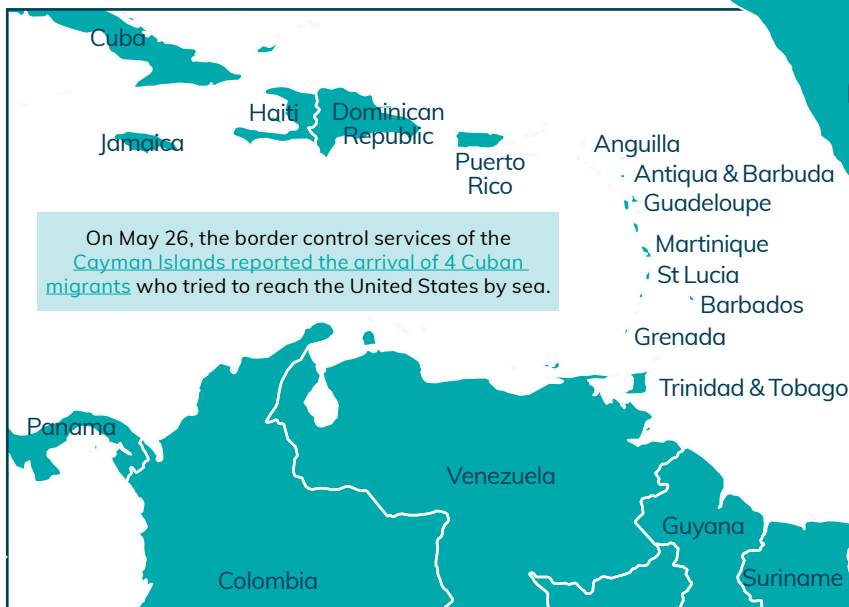 Cuba
Haiti
Dominican
Republic
Jamaica
Puerto
Rico
Anguilla
Antiqua & Barbuda
Guadeloupe
On May 26, the border control services of the
Cayman Islands reported the arrival of 4 Cuban
migrants who tried to reach the United States by sea.
Martinique
St Lucia
Barbados
Grenada
Trinidad & Tobago
Panama
Venezuela
Guyana
Colombia
Suriname